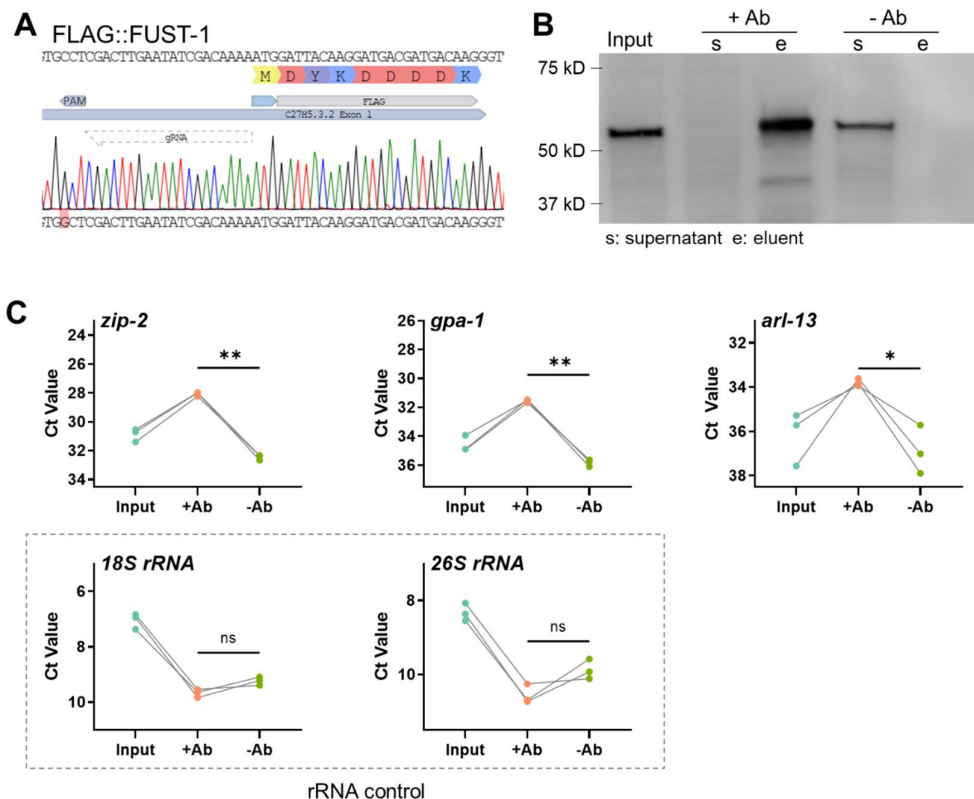 A
FLAG::FUST-1
GTGCCTCGACTTGAATATCGACAAAAATGGATTACAAGGATGACGATGACAAGGGT
M D Y K D D D D K
PAM
FLAG
C27H5.3.2 Exon 1
gRNA
GTGGCTCGACTTGAATATCGACAAAAATGGATTACAAGGATGACGATGACAAGGGT
B
+ Ab - Ab
Input s e s e
75 kD
50 kD
37 kD
s: supernatant e: eluent
C
zip-2
Ct Value
24
26
28
30
32
34
**
Input +Ab -Ab
gpa-1
Ct Value
26
28
30
32
34
36
**
Input +Ab -Ab
arl-13
Ct Value
32
34
36
38
*
Input +Ab -Ab
18S rRNA
Ct Value
6
8
10
ns
Input +Ab -Ab
26S rRNA
Ct Value
8
10
ns
Input +Ab -Ab
rRNA control